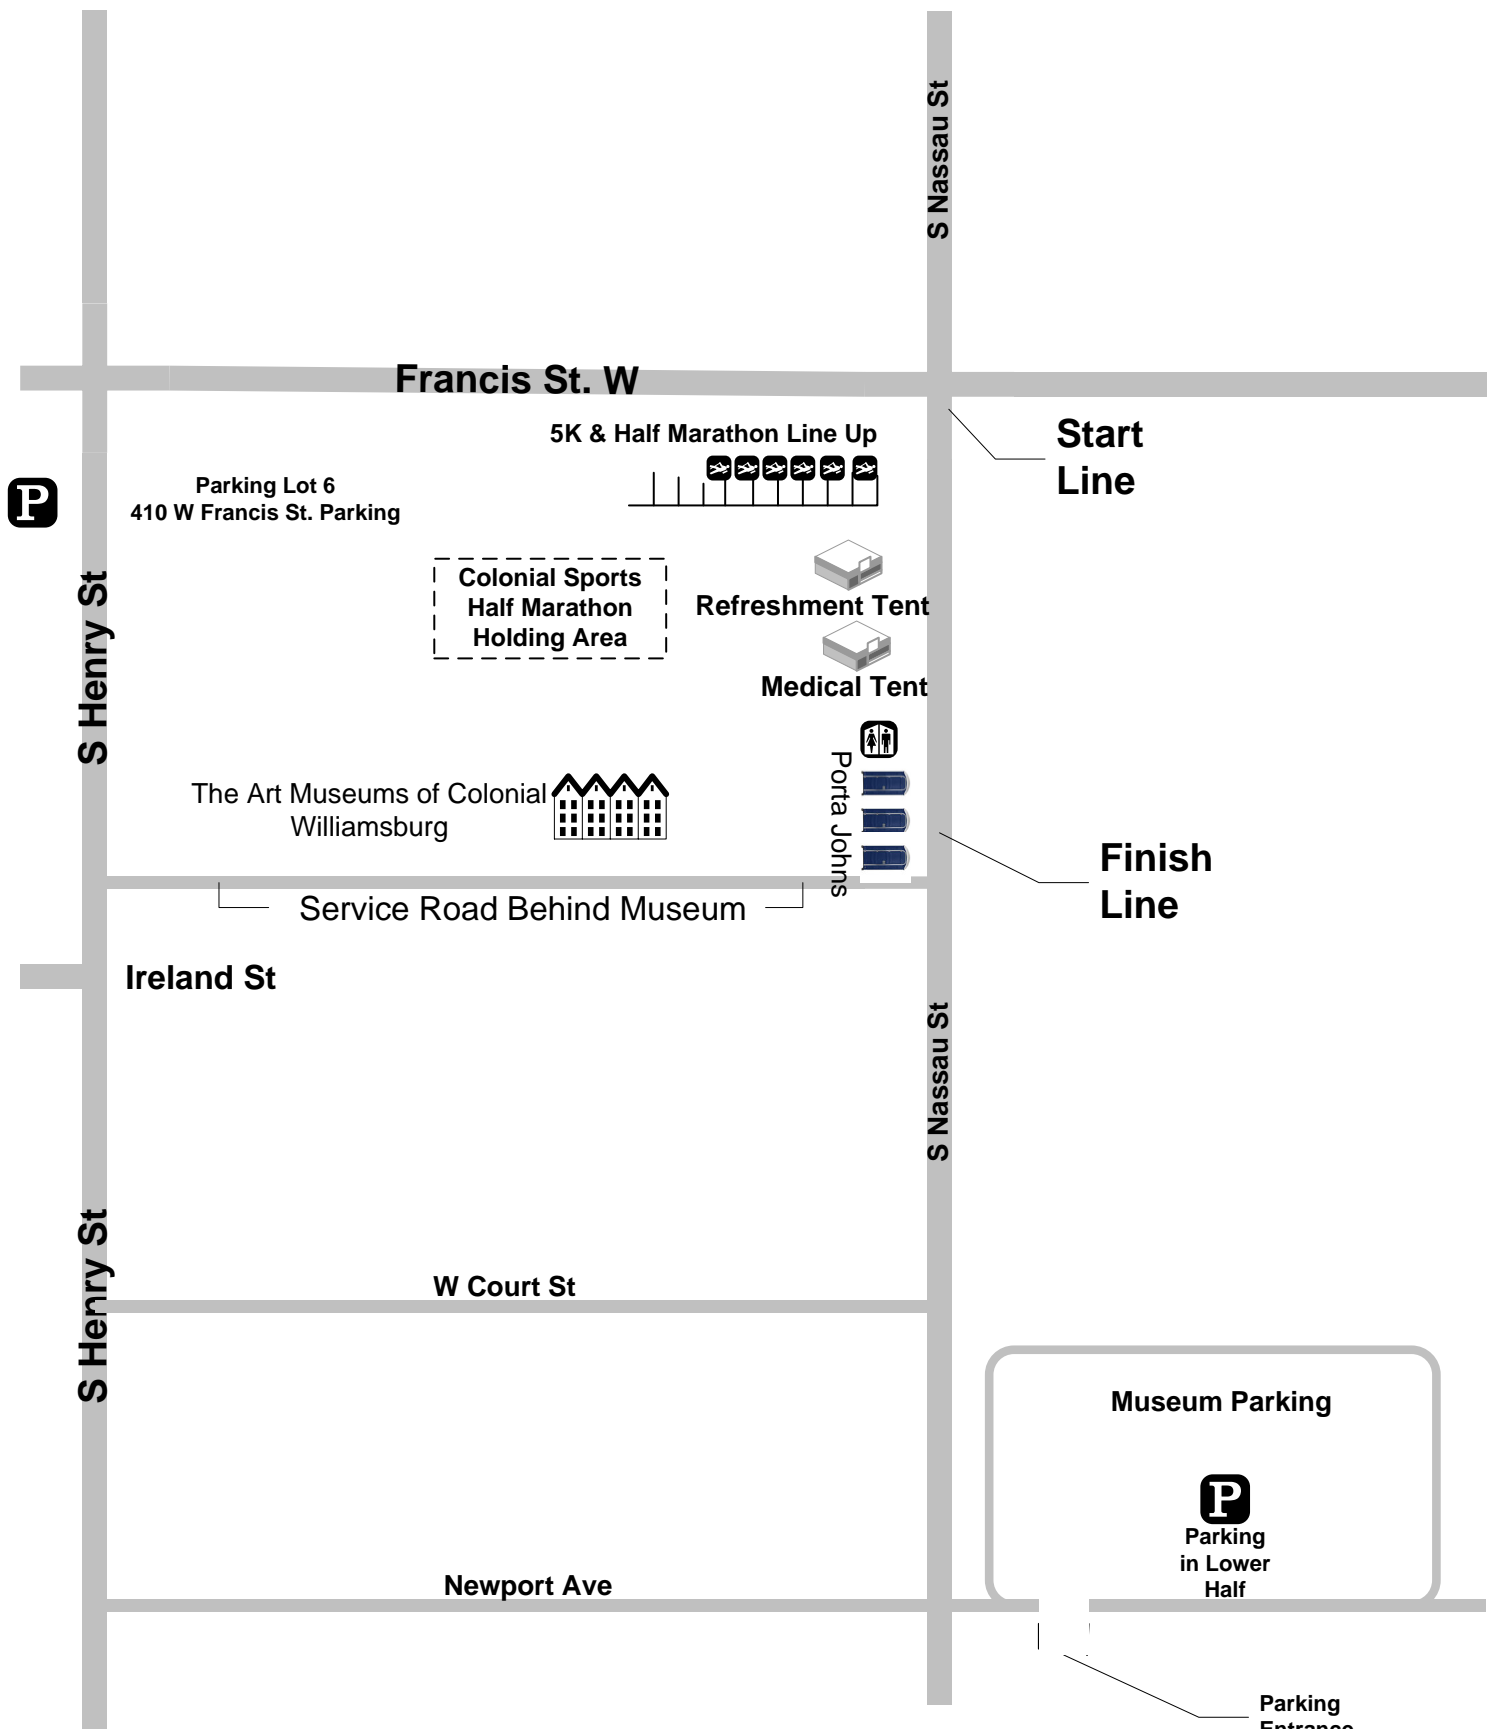 S Nassau St
Francis St. W
5K & Half Marathon Line Up
Start
Line
P
Parking Lot 6
410 W Francis St. Parking
S Henry St
Colonial Sports
Half Marathon
Holding Area
Refreshment Tent
Medical Tent
Porta Johns
The Art Museums of Colonial
Williamsburg
Finish
Line
Service Road Behind Museum
Ireland St
S Nassau St
S Henry St
W Court St
Museum Parking
P
Parking
in Lower
Half
Newport Ave
Parking
Entrance